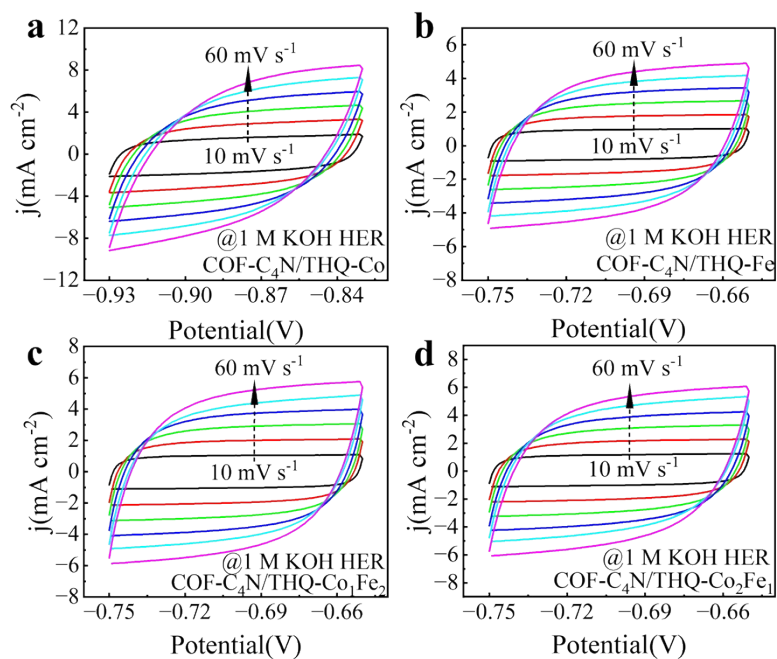 a
12
8
4
0
−4
−8
−12
j(mA cm⁻²)
60 mV s⁻¹
10 mV s⁻¹
@1 M KOH HER
COF-C₄N/THQ-Co
−0.93 −0.90 −0.87 −0.84
Potential(V)
b
8
6
4
2
0
−2
−4
−6
−8
j(mA cm⁻²)
60 mV s⁻¹
10 mV s⁻¹
@1 M KOH HER
COF-C₄N/THQ-Fe
−0.75 −0.72 −0.69 −0.66
Potential(V)
c
8
6
4
2
0
−2
−4
−6
−8
j(mA cm⁻²)
60 mV s⁻¹
10 mV s⁻¹
@1 M KOH HER
COF-C₄N/THQ-Co₁Fe₂
−0.75 −0.72 −0.69 −0.66
Potential(V)
d
8
6
4
2
0
−2
−4
−6
−8
j(mA cm⁻²)
60 mV s⁻¹
10 mV s⁻¹
@1 M KOH HER
COF-C₄N/THQ-Co₂Fe₁
−0.75 −0.72 −0.69 −0.66
Potential(V)